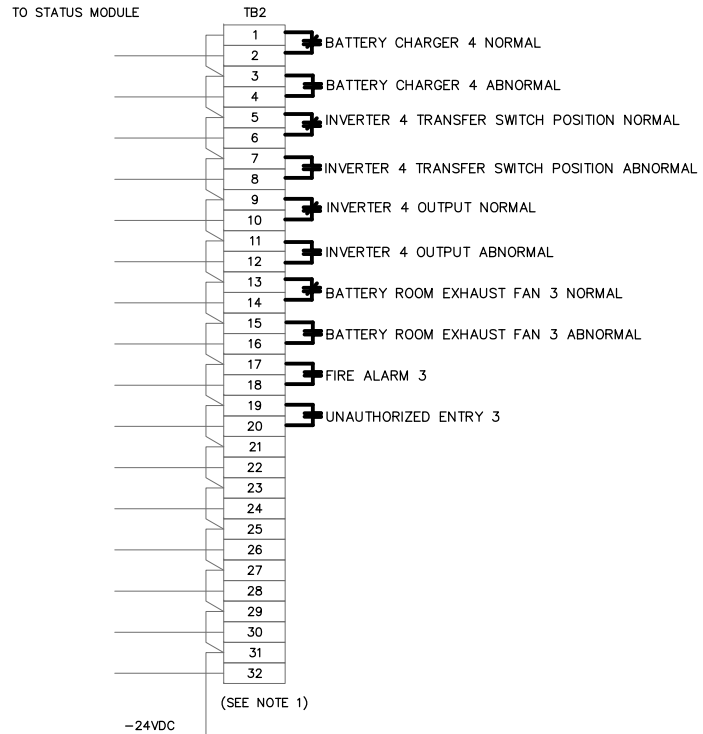 TO STATUS MODULE TB2
1 BATTERY CHARGER 4 NORMAL
2
3 BATTERY CHARGER 4 ABNORMAL
4
5 INVERTER 4 TRANSFER SWITCH POSITION NORMAL
6
7 INVERTER 4 TRANSFER SWITCH POSITION ABNORMAL
8
9 INVERTER 4 OUTPUT NORMAL
10
11 INVERTER 4 OUTPUT ABNORMAL
12
13 BATTERY ROOM EXHAUST FAN 3 NORMAL
14
15 BATTERY ROOM EXHAUST FAN 3 ABNORMAL
16
17 FIRE ALARM 3
18
19 UNAUTHORIZED ENTRY 3
20
21
22
23
24
25
26
27
28
29
30
31
32
(SEE NOTE 1)
-24VDC